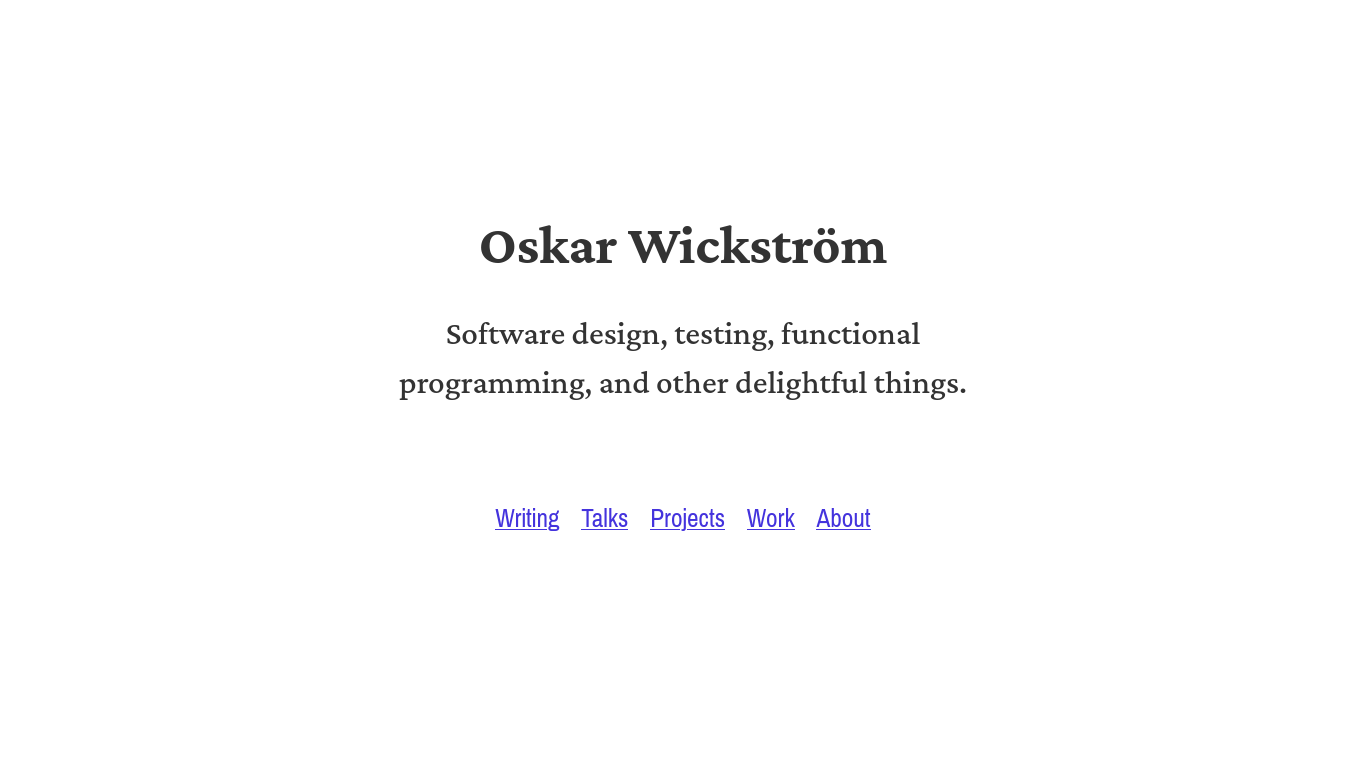 Oskar Wickström
Software design, testing, functional
programming, and other delightful things.
Writing Talks Projects Work About